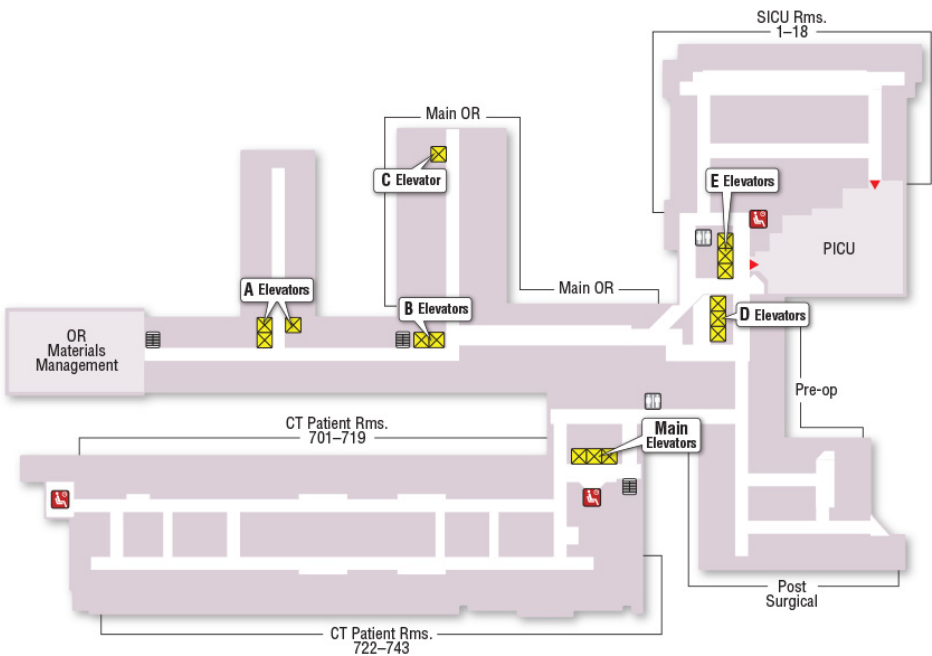 SICU Rms.
1–18
Main OR
C Elevator
E Elevators
PICU
A Elevators
Main OR
B Elevators
D Elevators
OR
Materials
Management
Pre-op
CT Patient Rms.
701–719
Main
Elevators
Post
Surgical
CT Patient Rms.
722–743